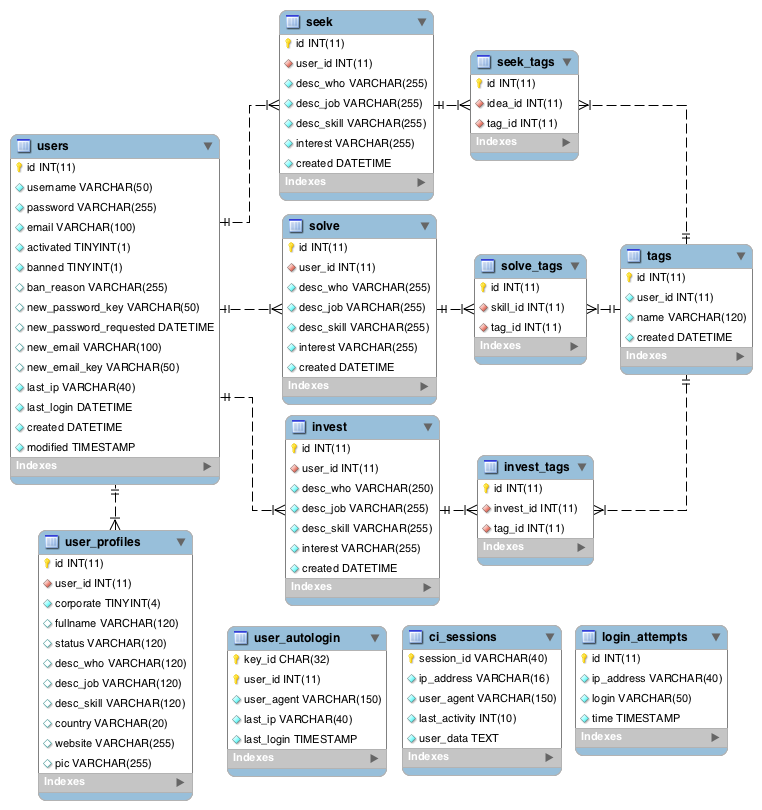 seek
id INT(11)
user_id INT(11)
desc_who VARCHAR(255)
desc_job VARCHAR(255)
desc_skill VARCHAR(255)
interest VARCHAR(255)
created DATETIME
Indexes
seek_tags
id INT(11)
idea_id INT(11)
tag_id INT(11)
Indexes
users
id INT(11)
username VARCHAR(50)
password VARCHAR(255)
email VARCHAR(100)
activated TINYINT(1)
banned TINYINT(1)
ban_reason VARCHAR(255)
new_password_key VARCHAR(50)
new_password_requested DATETIME
new_email VARCHAR(100)
new_email_key VARCHAR(50)
last_ip VARCHAR(40)
last_login DATETIME
created DATETIME
modified TIMESTAMP
Indexes
solve
id INT(11)
user_id INT(11)
desc_who VARCHAR(255)
desc_job VARCHAR(255)
desc_skill VARCHAR(255)
interest VARCHAR(255)
created DATETIME
Indexes
solve_tags
id INT(11)
skill_id INT(11)
tag_id INT(11)
Indexes
tags
id INT(11)
user_id INT(11)
name VARCHAR(120)
created DATETIME
Indexes
invest
id INT(11)
user_id INT(11)
desc_who VARCHAR(250)
desc_job VARCHAR(255)
desc_skill VARCHAR(255)
interest VARCHAR(255)
created DATETIME
Indexes
invest_tags
id INT(11)
invest_id INT(11)
tag_id INT(11)
Indexes
user_profiles
id INT(11)
user_id INT(11)
corporate TINYINT(4)
fullname VARCHAR(120)
status VARCHAR(120)
desc_who VARCHAR(120)
desc_job VARCHAR(120)
desc_skill VARCHAR(120)
country VARCHAR(20)
website VARCHAR(255)
pic VARCHAR(255)
Indexes
user_autologin
key_id CHAR(32)
user_id INT(11)
user_agent VARCHAR(150)
last_ip VARCHAR(40)
last_login TIMESTAMP
Indexes
ci_sessions
session_id VARCHAR(40)
ip_address VARCHAR(16)
user_agent VARCHAR(150)
last_activity INT(10)
user_data TEXT
Indexes
login_attempts
id INT(11)
ip_address VARCHAR(40)
login VARCHAR(50)
time TIMESTAMP
Indexes